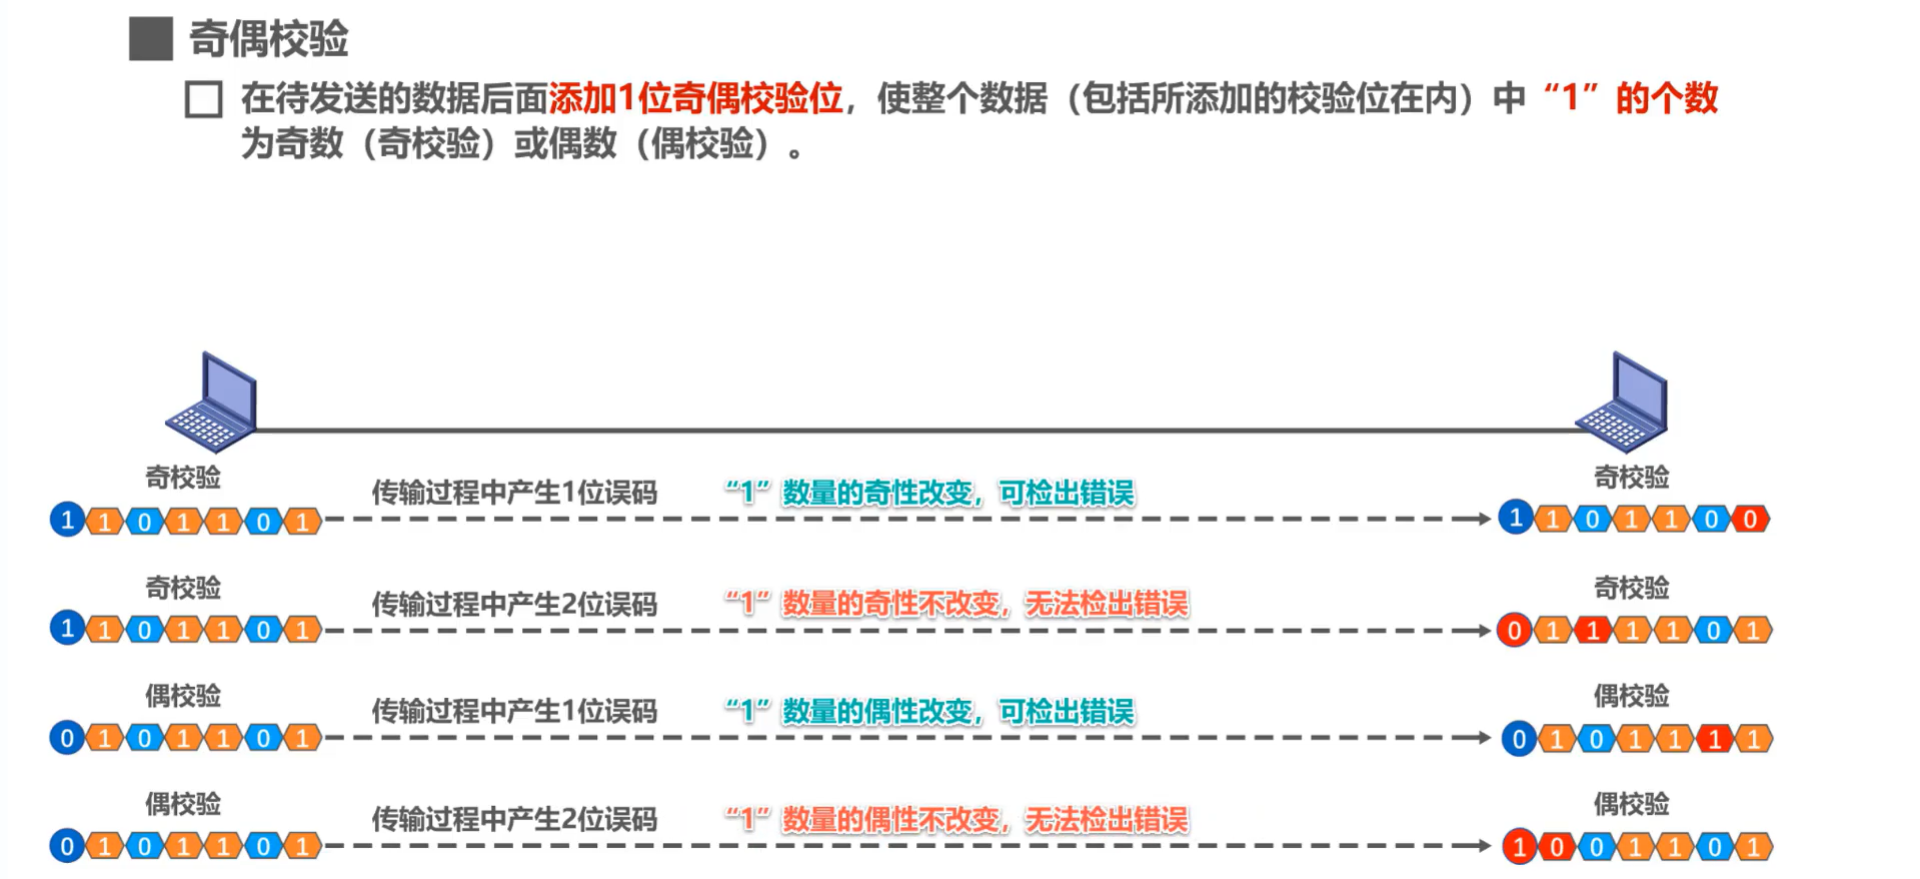 奇偶校验
在待发送的数据后面添加1位奇偶校验位，使整个数据（包括所添加的校验位在内）中“1”的个数
为奇数（奇校验）或偶数（偶校验）。
奇校验
奇校验
传输过程中产生1位误码 “1”数量的奇性改变，可检出错误
1 1 0 1 1 0 1
1 1 0 1 1 0 0
奇校验
奇校验
传输过程中产生2位误码 “1”数量的奇性不改变，无法检出错误
1 1 0 1 1 0 1
0 1 1 1 1 0 1
偶校验
偶校验
传输过程中产生1位误码 “1”数量的偶性改变，可检出错误
0 1 0 1 1 0 1
0 1 0 1 1 1 1
偶校验
偶校验
传输过程中产生2位误码 “1”数量的偶性不改变，无法检出错误
0 1 0 1 1 0 1
1 0 0 1 1 0 1